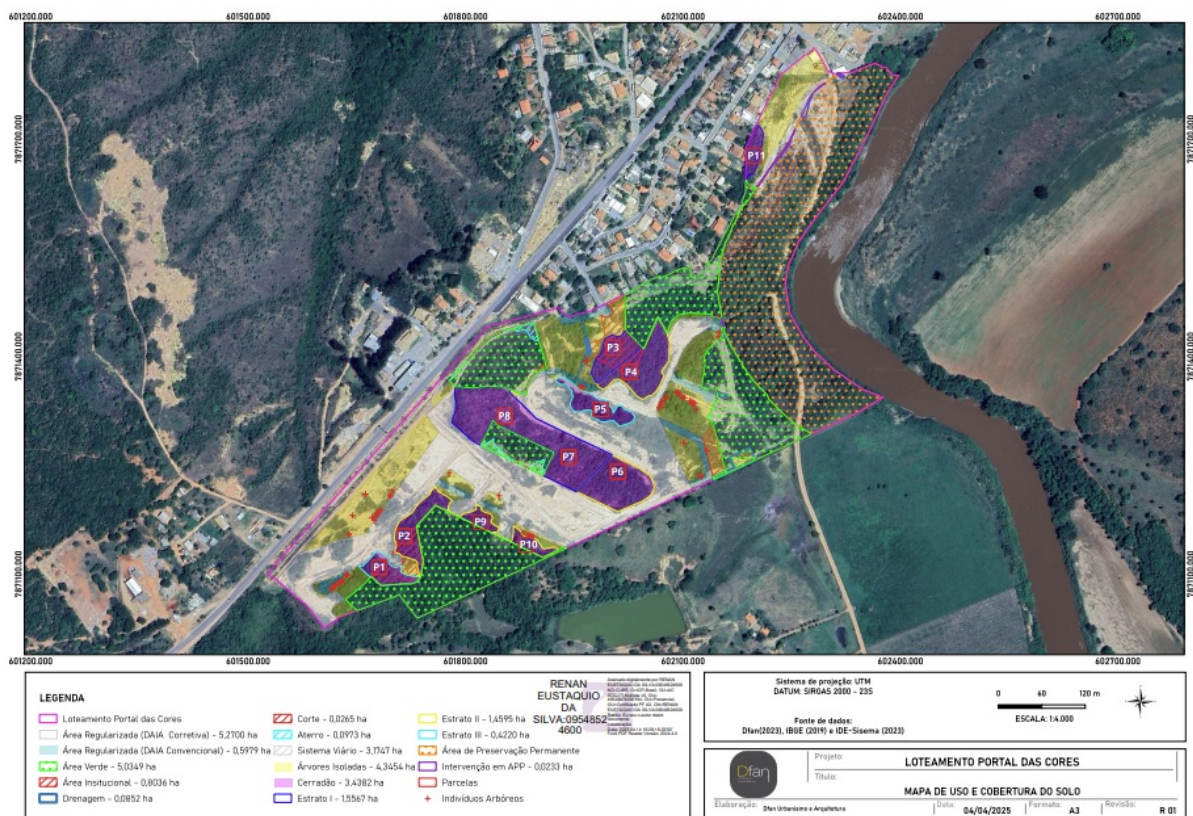 601200.000 601500.000 601800.000 602100.000 602400.000 602700.000
7871700.000 7871700.000
P11
P3
7871400.000 7871400.000
P4
P5
P8
P7
P6
P9
P2
P10
P1
7871100.000 7871100.000
601200.000 601500.000 601800.000 602100.000 602400.000 602700.000
LEGENDA
Loteamento Portal das Cores
Área Regularizada (DAIA Corretiva) - 5,2700 ha
Área Regularizada (DAIA Convencional) - 0,5979 ha
Área Verde - 5,0349 ha
Área Insitucional - 0,8036 ha
Drenagem - 0,0852 ha
Corte - 0,0265 ha
Aterro - 0,0973 ha
Sistema Viário - 3,1747 ha
Árvores Isoladas - 4,3454 ha
Cerradão - 3,4382 ha
Estrato I - 1,5567 ha
Estrato II - 1,4595 ha
Estrato III - 0,4220 ha
Área de Preservação Permanente
Intervenção em APP - 0,0233 ha
Parcelas
Indivíduos Arbóreos
RENAN
EUSTAQUIO
DA
SILVA:0954852
4600
Sistema de projeção: UTM
DATUM: SIRGAS 2000 - 23S
Fonte de dados:
Dfan(2023), IBGE (2019) e IDE-Sisema (2023)
0 60 120 m
ESCALA: 1:4.000
Dfan
Projeto:
LOTEAMENTO PORTAL DAS CORES
Título:
MAPA DE USO E COBERTURA DO SOLO
Elaboração: Dfan Urbanismo e Arquitetura
Data: 04/04/2025
Formato: A3
Revisão: R 01